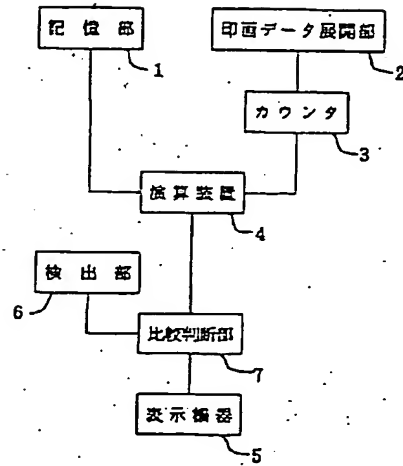 記憶部
1
印画データ展開部
2
カウンタ
3
演算装置
4
検出部
6
比較判断部
7
表示機器
5